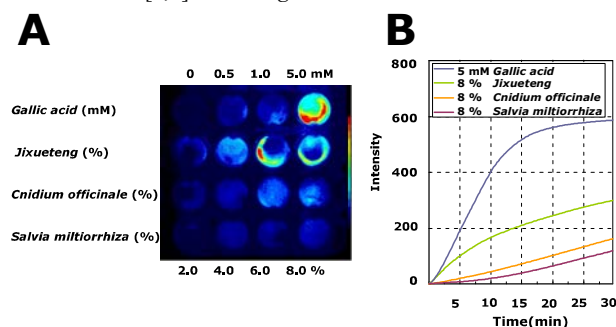 A
B
0 0.5 1.0 5.0 mM
Gallic acid (mM)
Jixueteng (%)
Cnidium officinale (%)
Salvia miltiorrhiza (%)
2.0 4.0 6.0 8.0 %
800
600
400
200
0
Intensity
5 mM Gallic acid
8 % Jixueteng
8 % Cnidium officinale
8 % Salvia miltiorrhiza
5 10 15 20 25 30
Time(min)